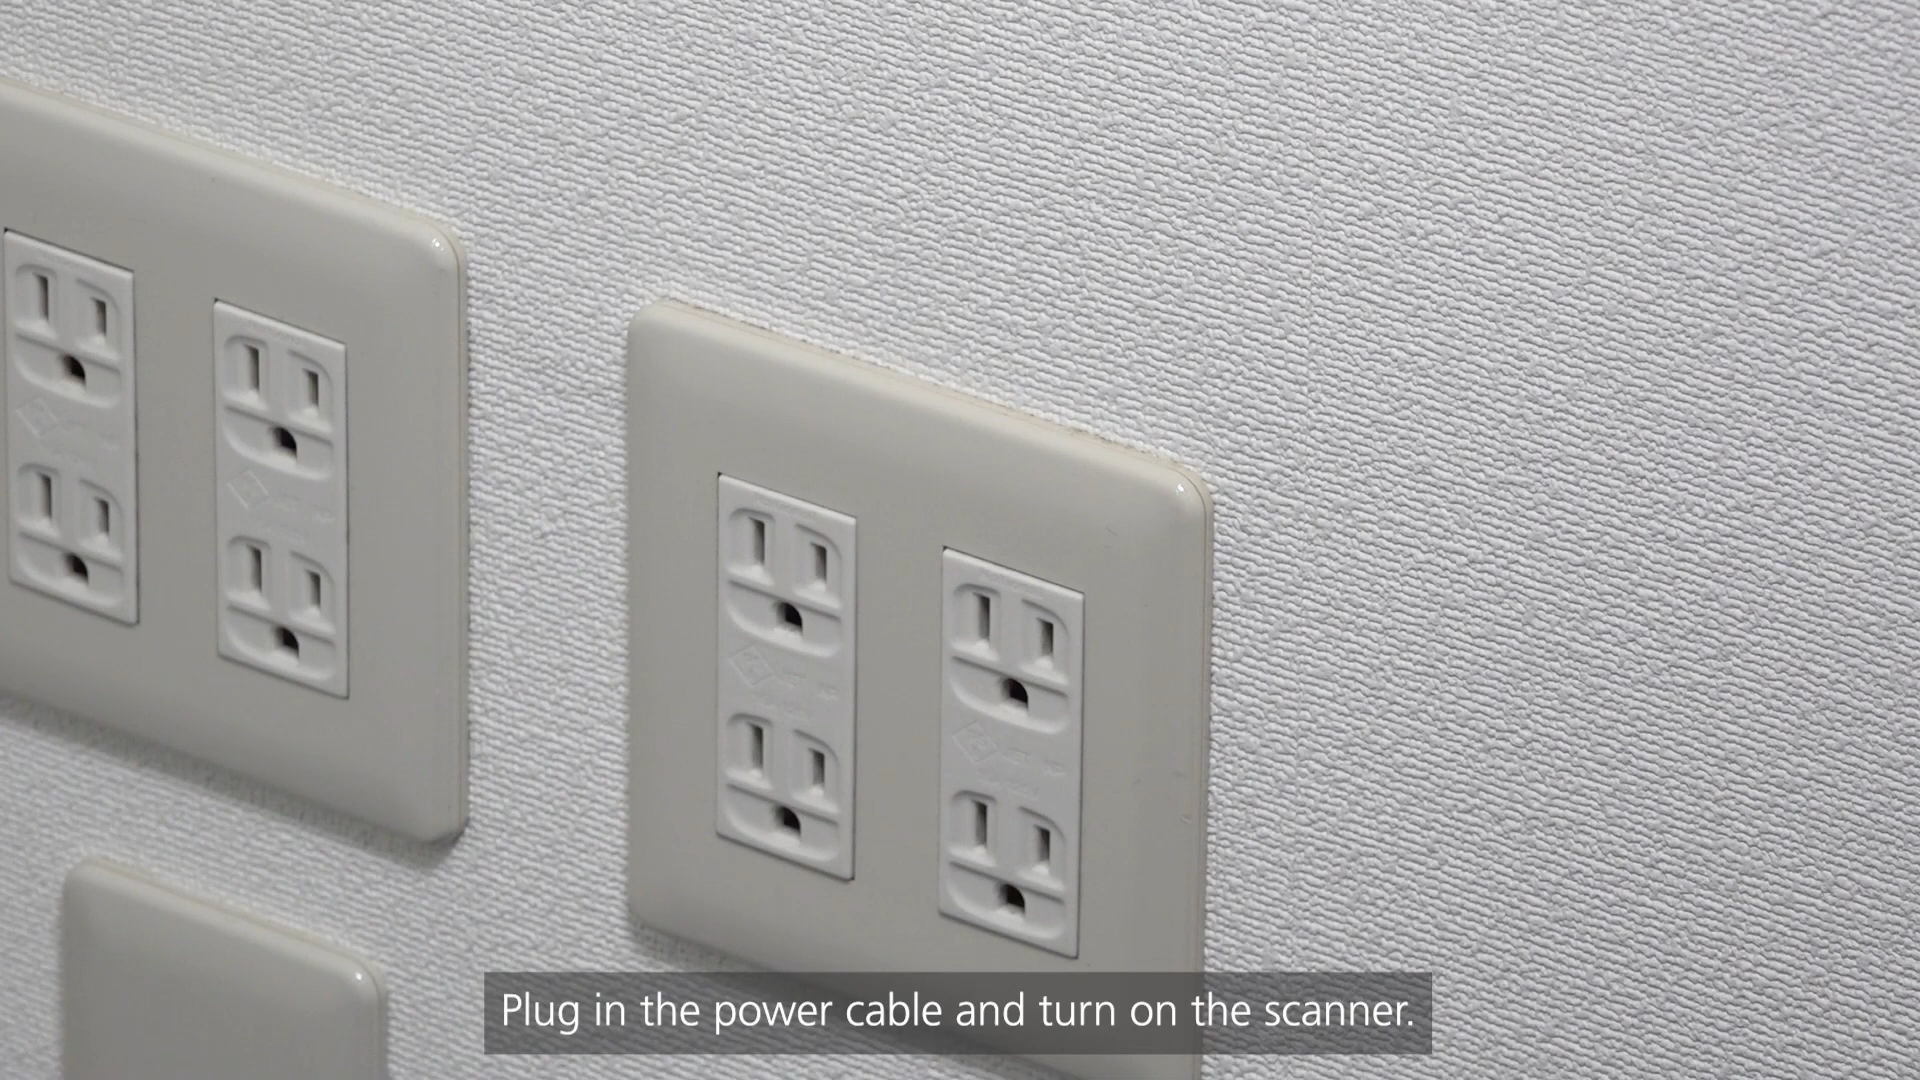 Plug in the power cable and turn on the scanner.